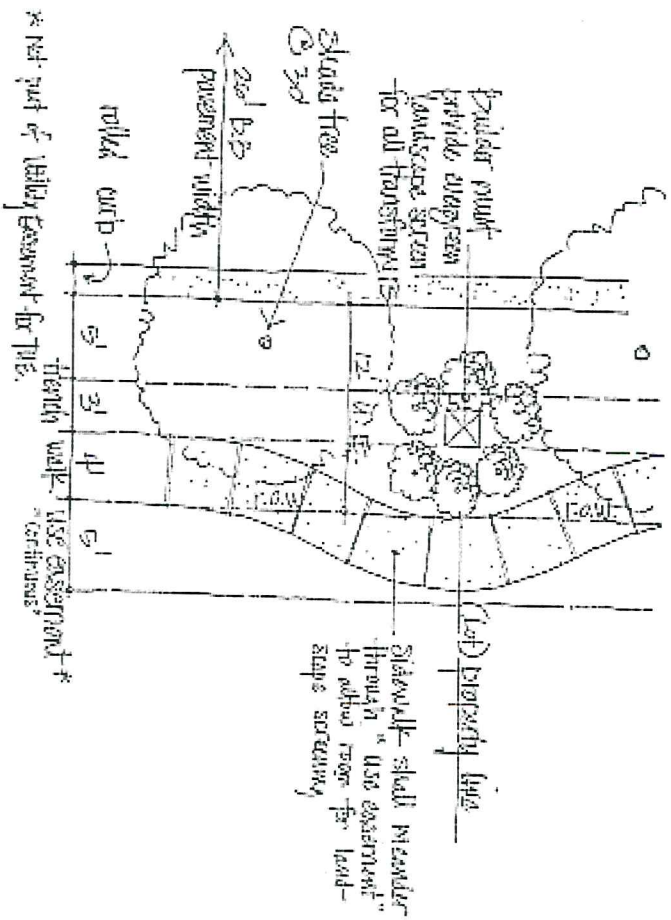 Builder must
provide evergreen
landscape screen
for all transformers
Shade tree
@ 30'
pavement width
rolled curb
5'
3'
4'
5'
12' U.E.
R.O.W.
R.O.W.
(Lot) property line
Sidewalk shall meander
through "use easement"
to allow room for land-
scape screening
walk use easement *
"continuous"
* not part of Utility Easement for